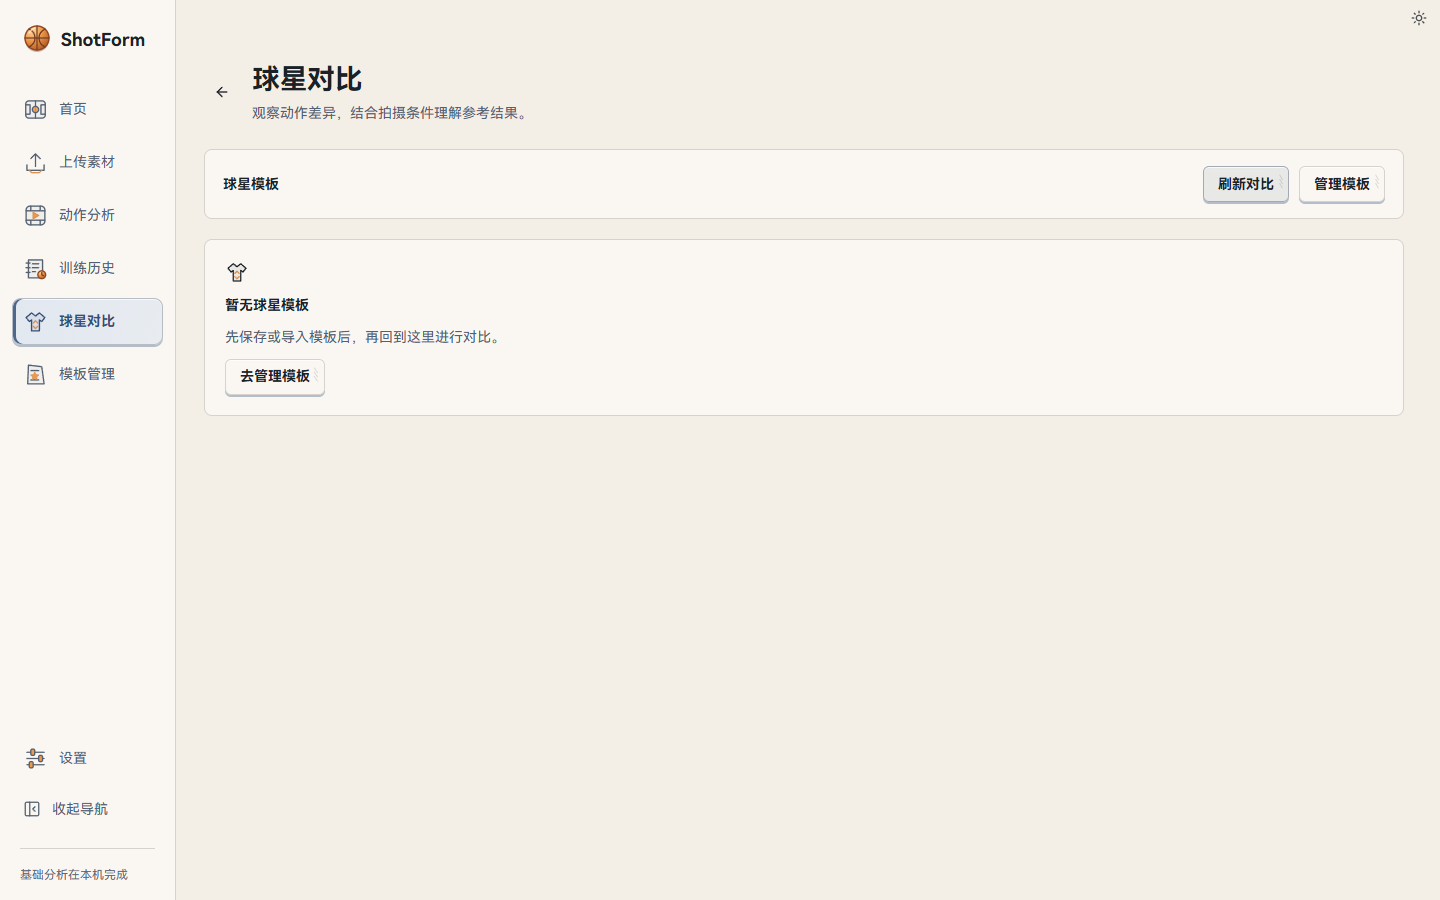 ShotForm
首页
上传素材
动作分析
训练历史
球星对比
模板管理
设置
收起导航
基础分析在本机完成
球星对比
观察动作差异，结合拍摄条件理解参考结果。
球星模板
刷新对比
管理模板
暂无球星模板
先保存或导入模板后，再回到这里进行对比。
去管理模板